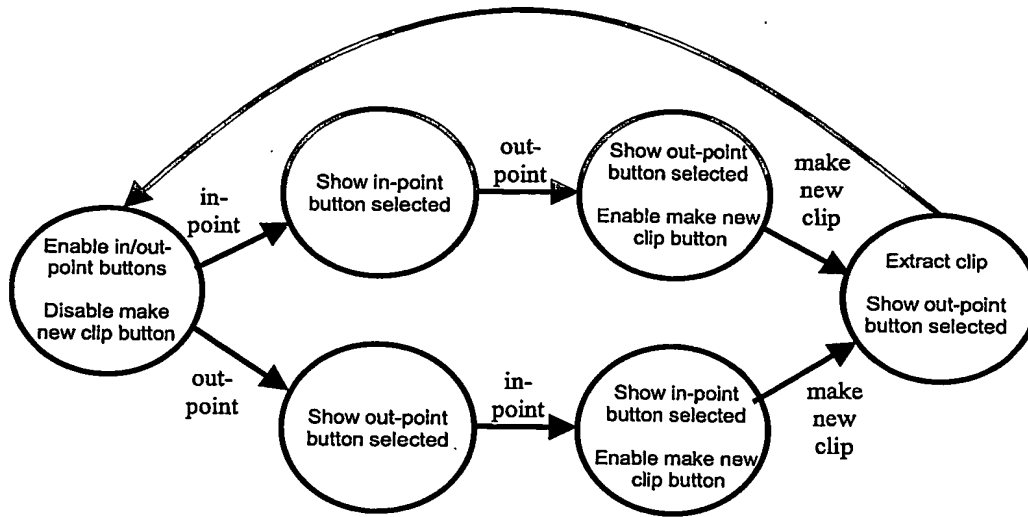 Enable in/out-
point buttons
Disable make
new clip button
in-
point
Show in-point
button selected
out-
point
Show out-point
button selected
Enable make new
clip button
make
new
clip
out-
point
Show out-point
button selected
in-
point
Show in-point
button selected
Enable make new
clip button
make
new
clip
Extract clip
Show out-point
button selected